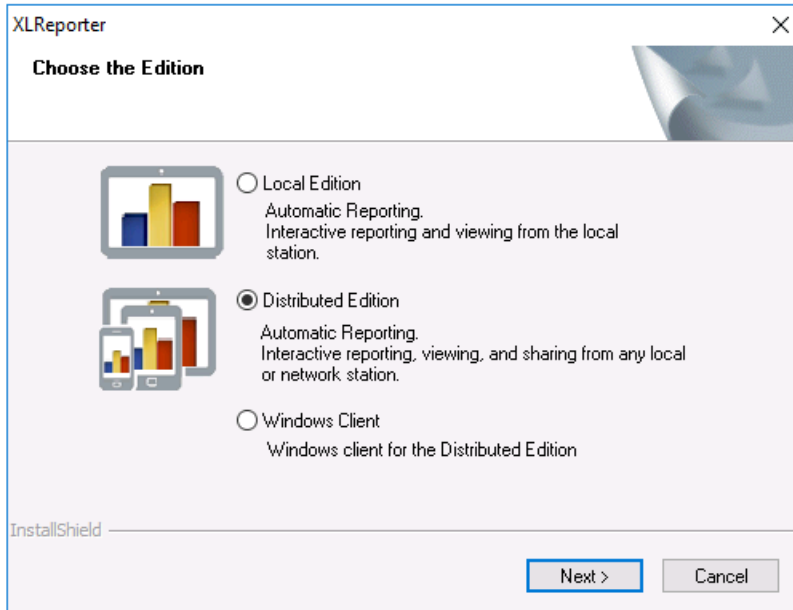 XLReporter
Choose the Edition
Local Edition
Automatic Reporting.
Interactive reporting and viewing from the local
station.
Distributed Edition
Automatic Reporting.
Interactive reporting, viewing, and sharing from any local
or network station.
Windows Client
Windows client for the Distributed Edition
InstallShield
Next >
Cancel